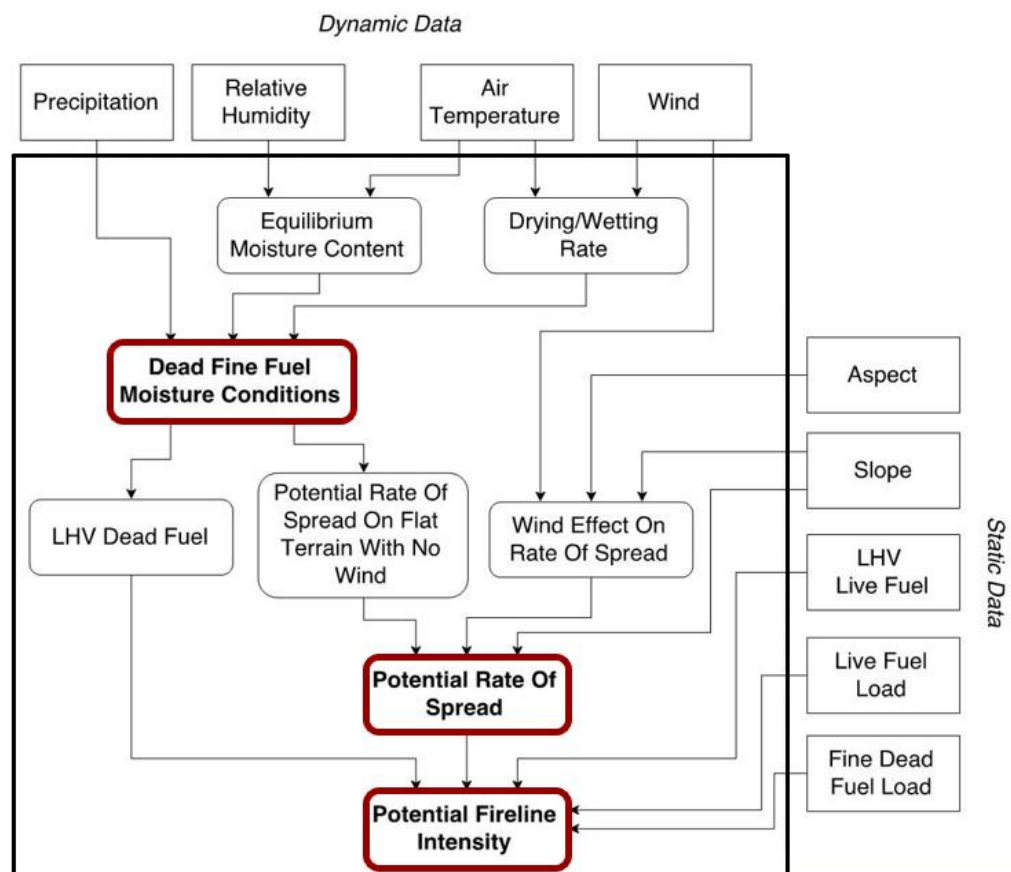 Dynamic Data
Precipitation
Relative
Humidity
Air
Temperature
Wind
Equilibrium
Moisture Content
Drying/Wetting
Rate
Dead Fine Fuel
Moisture Conditions
Aspect
Slope
LHV Dead Fuel
Potential Rate Of
Spread On Flat
Terrain With No
Wind
Wind Effect On
Rate Of Spread
LHV
Live Fuel
Static Data
Potential Rate Of
Spread
Live Fuel
Load
Fine Dead
Fuel Load
Potential Fireline
Intensity